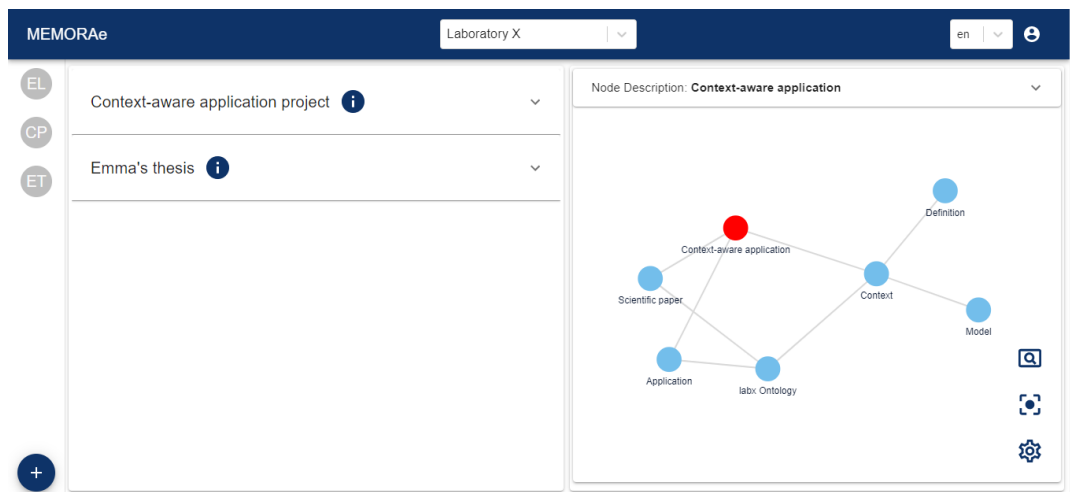 MEMORAe
Laboratory X
en
EL
CP
ET
Context-aware application project i
Emma's thesis i
+
Node Description: Context-aware application
Definition
Context-aware application
Scientific paper
Context
Model
Application
labx Ontology